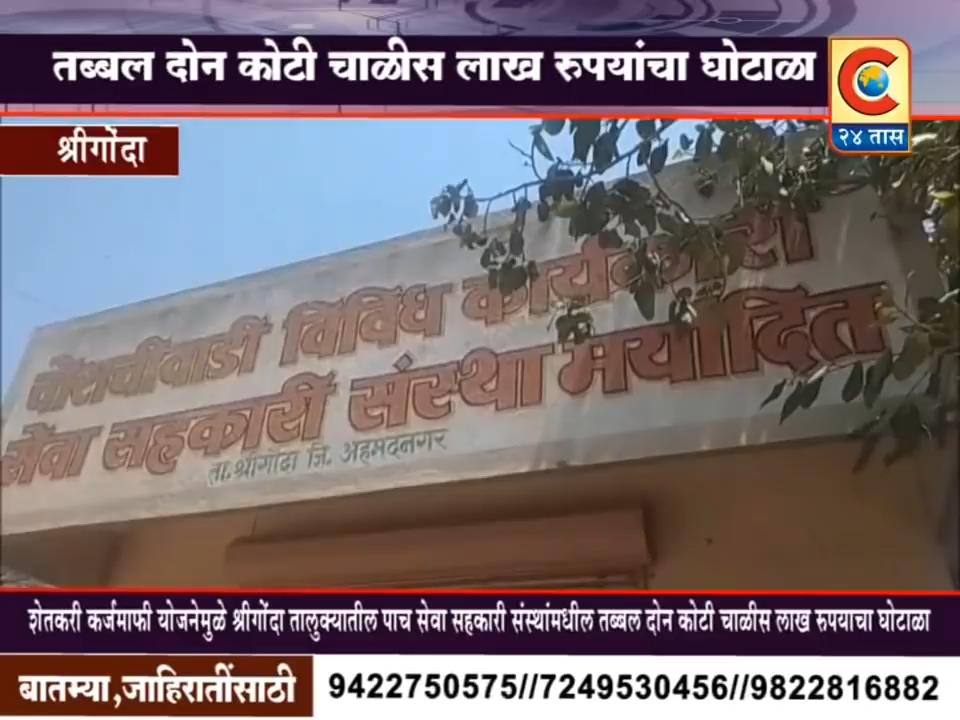 तब्बल दोन कोटी चाळीस लाख रुपयांचा घोटाळा
C
२४ तास
श्रीगोंदा
चोराचीवाडी विविध कार्यकारी
सेवा सहकारी संस्था मर्यादित
ता. श्रीगोंदा जि. अहमदनगर
शेतकरी कर्जमाफी योजनेमुळे श्रीगोंदा तालुक्यातील पाच सेवा सहकारी संस्थांमधील तब्बल दोन कोटी चाळीस लाख रुपयाचा घोटाळा
बातम्या,जाहिरातींसाठी
9422750575//7249530456//9822816882